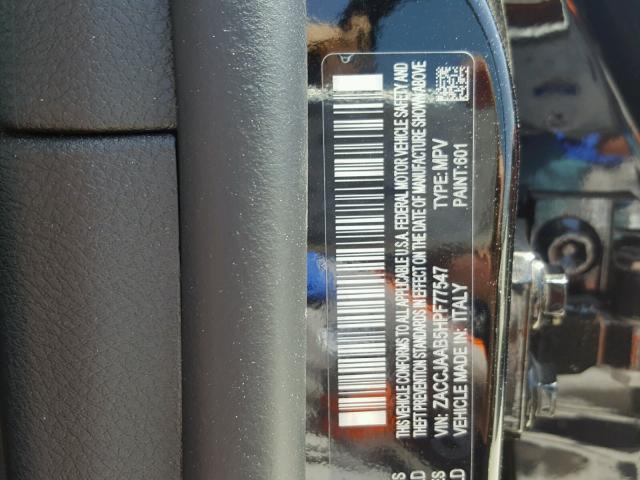 THIS VEHICLE CONFORMS TO ALL APPLICABLE U.S.A. FEDERAL MOTOR VEHICLE SAFETY AND
THEFT PREVENTION STANDARDS IN EFFECT ON THE DATE OF MANUFACTURE SHOWN ABOVE
VIN: ZACCJAAB5HPF77547 TYPE: MPV
VEHICLE MADE IN: ITALY PAINT: 601